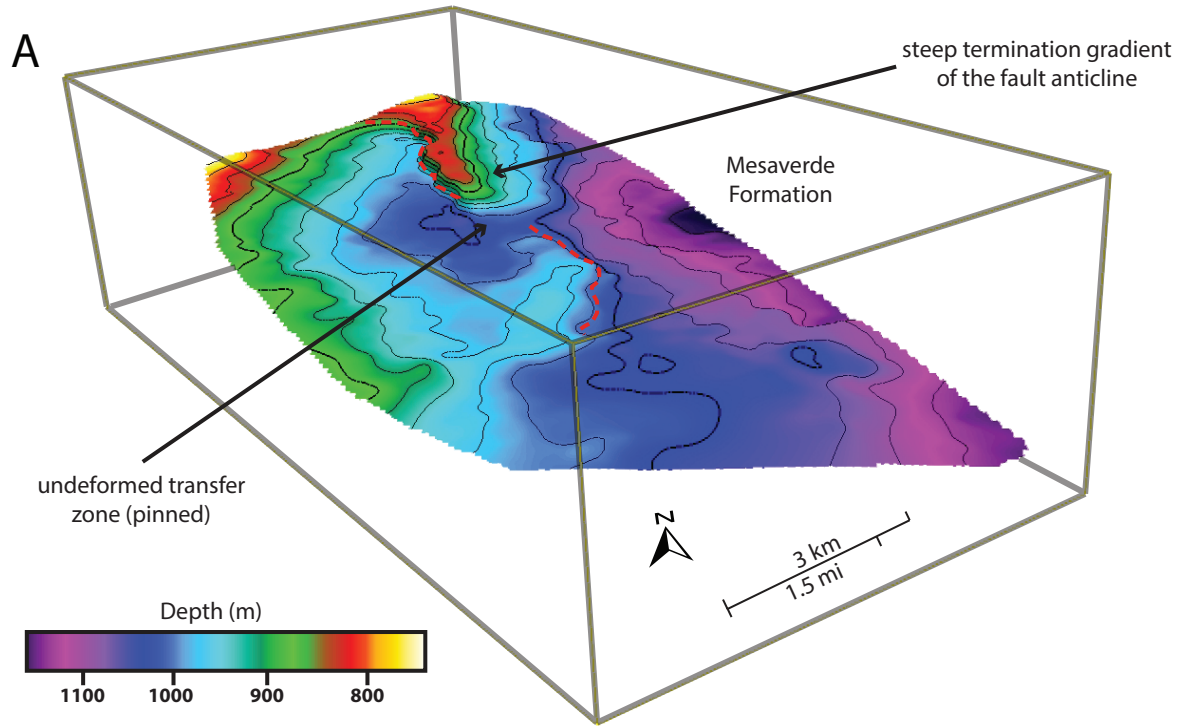 A
steep termination gradient
of the fault anticline
Mesaverde
Formation
undeformed transfer
zone (pinned)
N
3 km
1.5 mi
Depth (m)
1100
1000
900
800